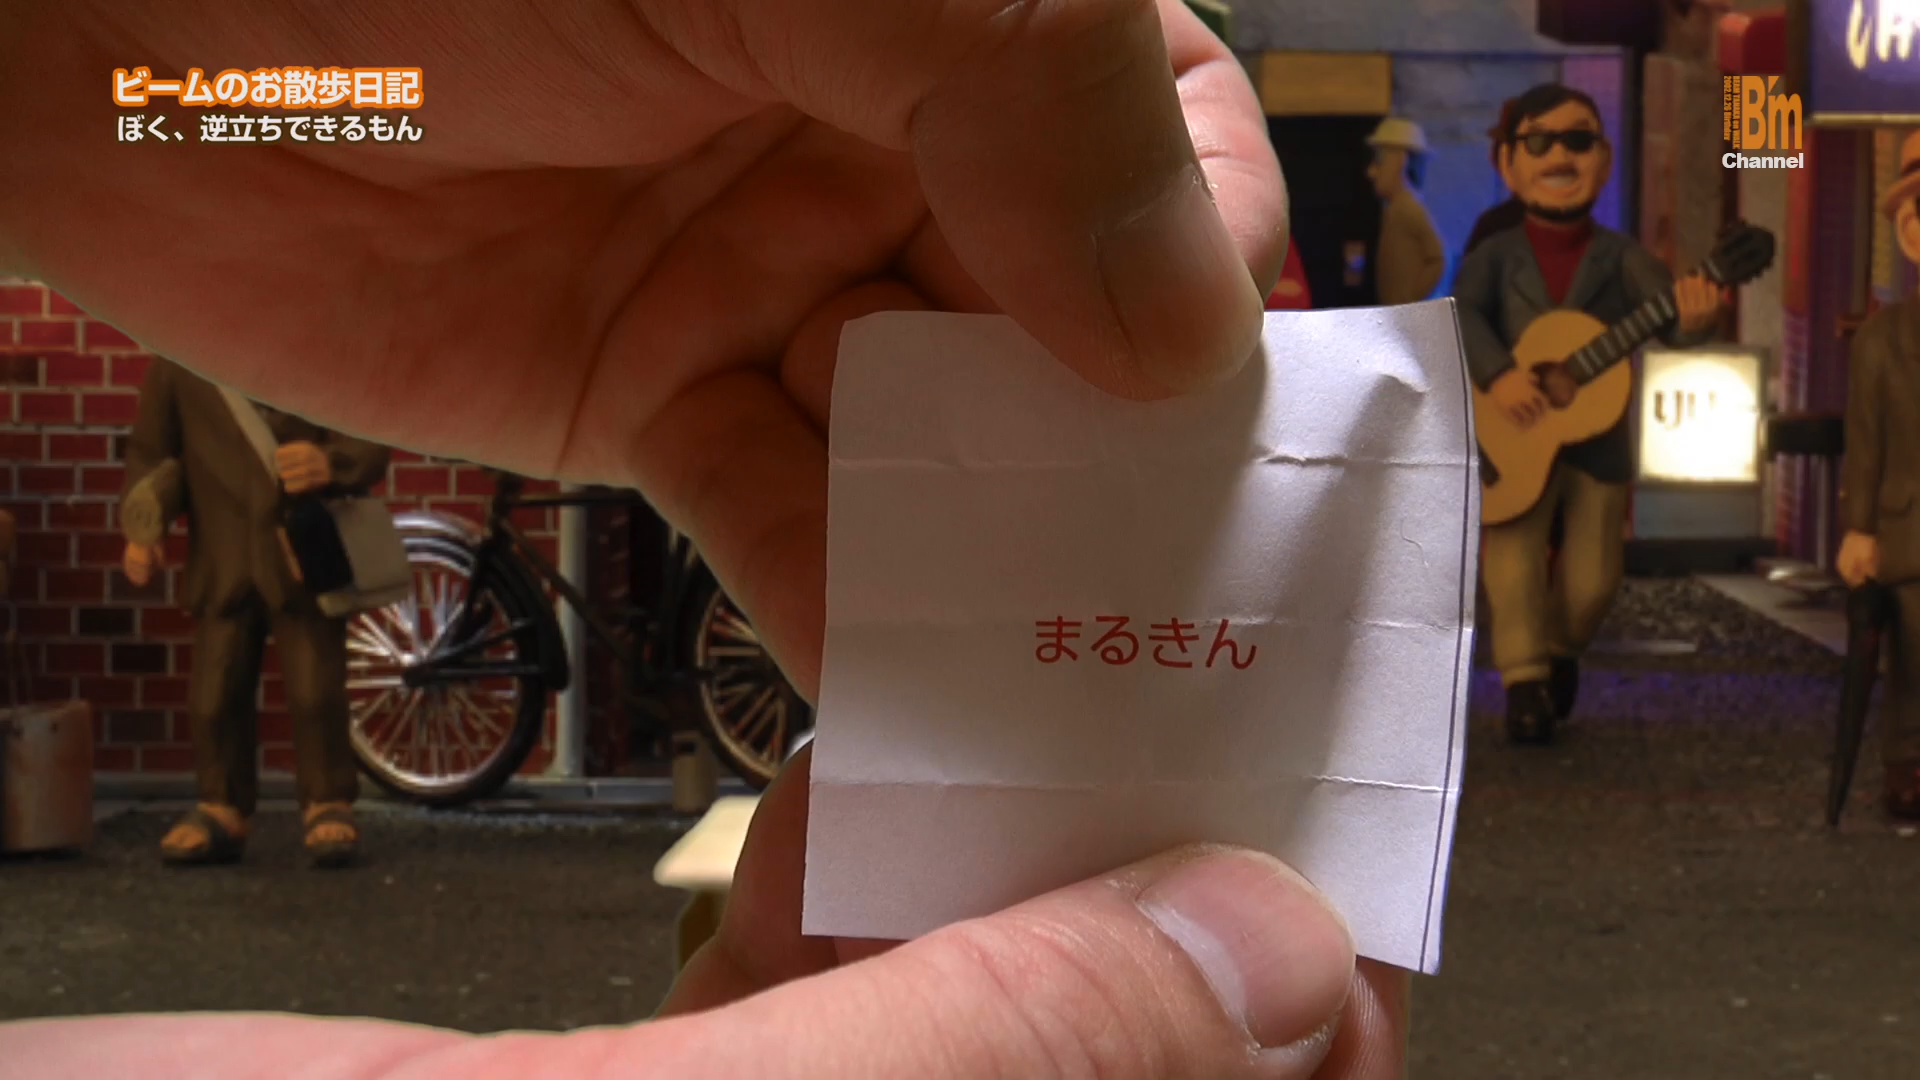 ビームのお散歩日記
ぼく、逆立ちできるもん
B'm
Channel
まるきん